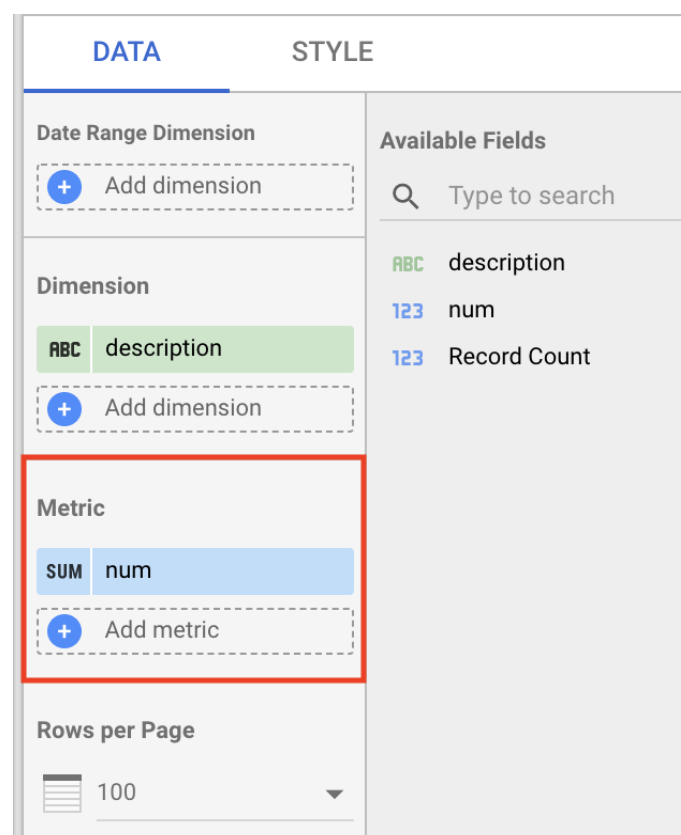 DATA STYLE
Date Range Dimension
+ Add dimension
Dimension
ABC description
+ Add dimension
Metric
SUM num
+ Add metric
Rows per Page
100
Available Fields
Type to search
ABC description
123 num
123 Record Count